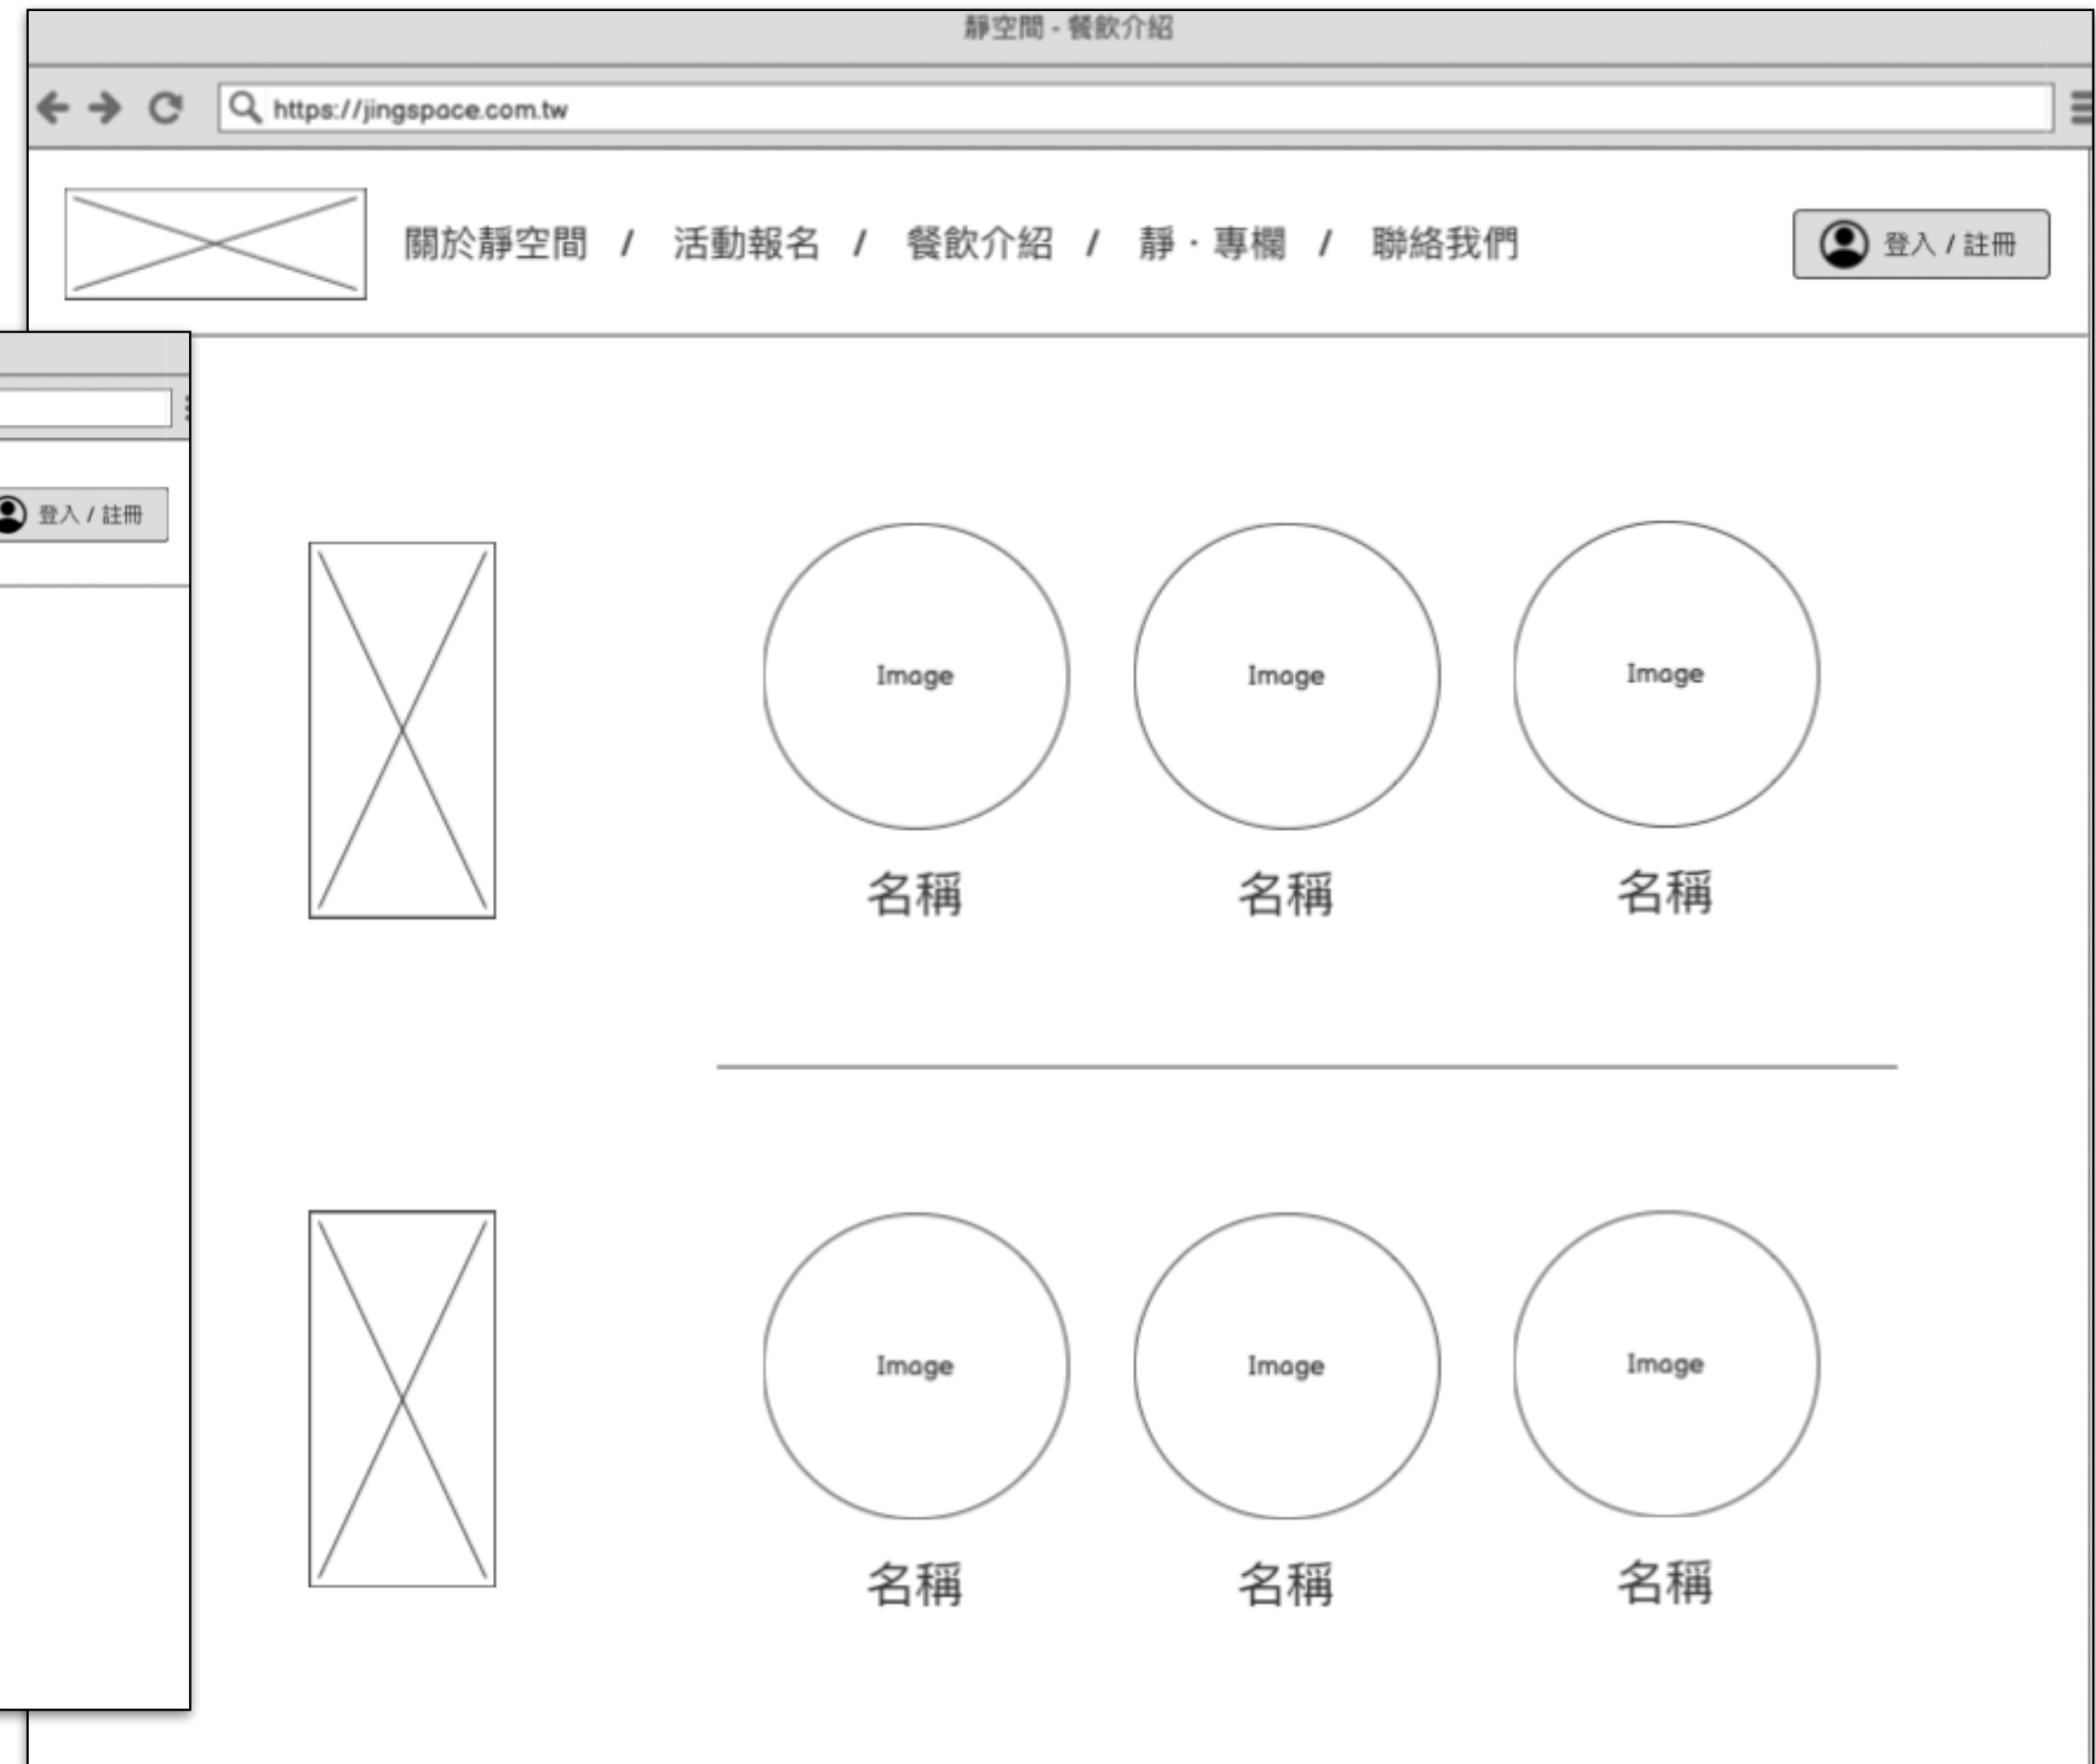 靜空間 - 餐飲介紹
https://jingspace.com.tw
關於靜空間 / 活動報名 / 餐飲介紹 / 靜 · 專欄 / 聯絡我們
登入 / 註冊
登入 / 註冊
Image Image Image
名稱 名稱 名稱
Image Image Image
名稱 名稱 名稱